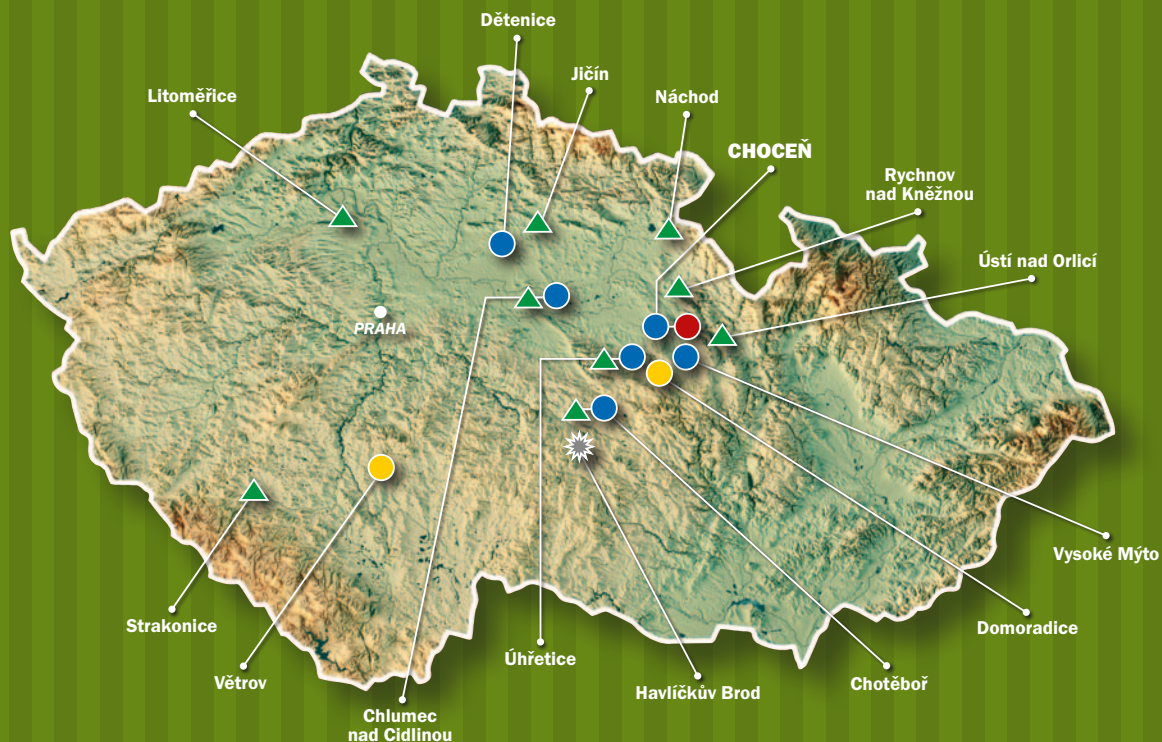 Dětenice
Jičín
Litoměřice
Náchod
CHOCEŇ
Rychnov
nad Kněžnou
Ústí nad Orlicí
PRAHA
Vysoké Mýto
Strakonice
Domoradice
Úhřetice
Větrov
Chotěboř
Havlíčkův Brod
Chlumec
nad Cidlinou